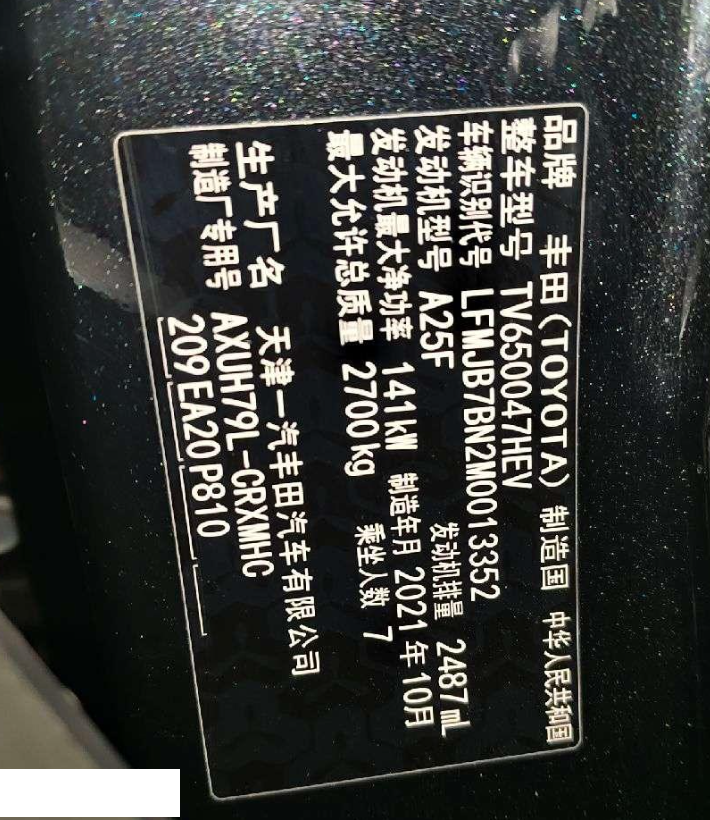 品牌 丰田(TOYOTA) 制造国 中华人民共和国
整车型号 TV650047HEV
车辆识别代号 LFMJB7BN2M0013352
发动机型号 A25F 发动机排量 2487mL
发动机最大净功率 141kW 制造年月 2021年10月
最大允许总质量 2700kg 乘坐人数 7
生产厂名 天津一汽丰田汽车有限公司
制造厂专用号 AXUH79L-CRXMHC
209EA20P810